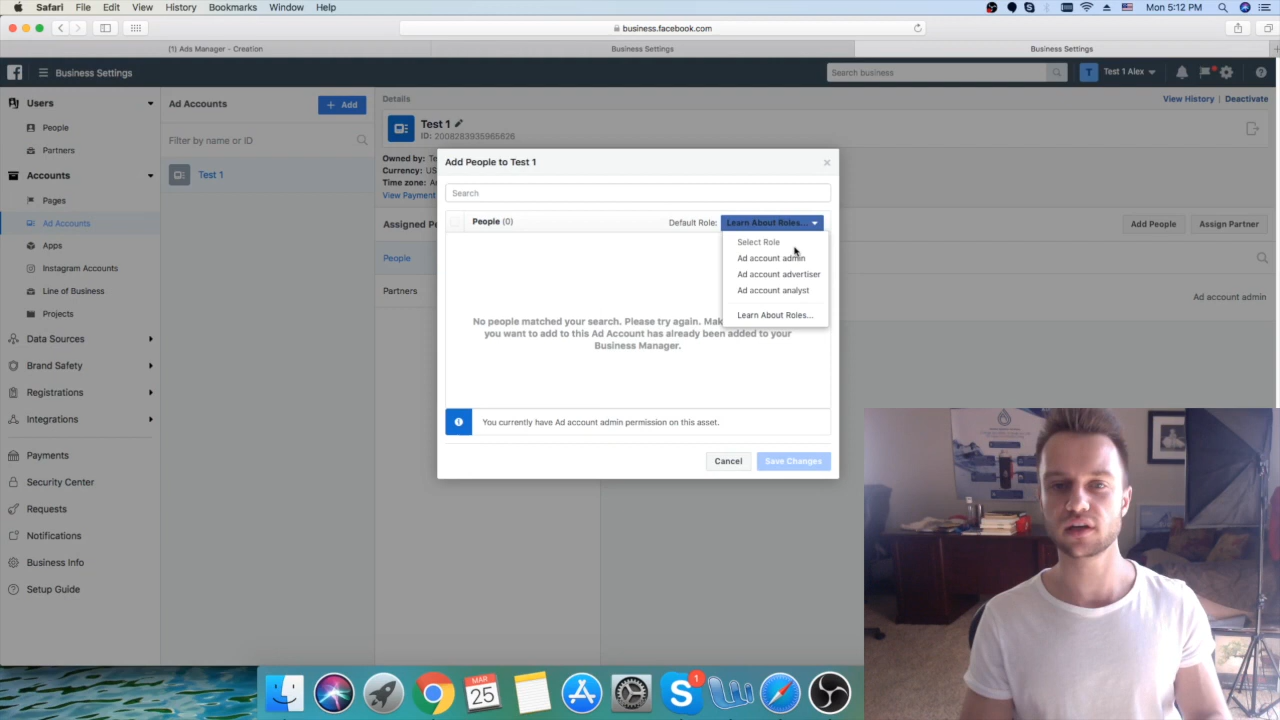 Safari File Edit View History Bookmarks Window Help
Mon 5:12 PM
business.facebook.com
(1) Ads Manager - Creation
Business Settings
Business Settings
Business Settings
Search business
T
Test 1 Alex
Users
People
Partners
Accounts
Pages
Ad Accounts
Apps
Instagram Accounts
Line of Business
Projects
Data Sources
Brand Safety
Registrations
Integrations
Payments
Security Center
Requests
Notifications
Business Info
Setup Guide
Ad Accounts
+ Add
Filter by name or ID
Test 1
Details
View History
Deactivate
Test 1
ID: 2008283935965626
Owned by:
Currency: US
Time zone:
View Payment
Assigned
Add People
Assign Partner
People
Partners
Ad account admin
Add People to Test 1
Search
People (0)
Default Role:
Learn About Roles...
Select Role
Ad account admin
Ad account advertiser
Ad account analyst
Learn About Roles...
No people matched your search. Please try again.
you want to add to this Ad Account has already been added to your
Business Manager.
You currently have Ad account admin permission on this asset.
Cancel
Save Changes
MAR
25
1